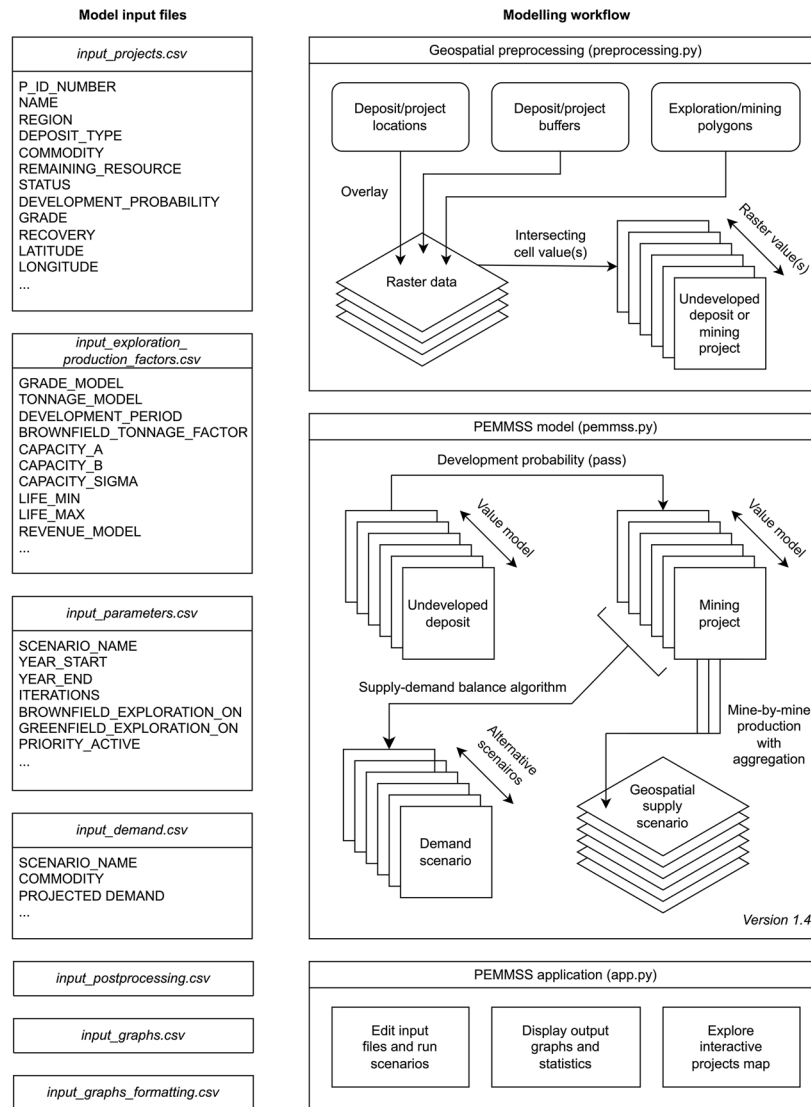 Model input files
input_projects.csv
P_ID_NUMBER
NAME
REGION
DEPOSIT_TYPE
COMMODITY
REMAINING_RESOURCE
STATUS
DEVELOPMENT_PROBABILITY
GRADE
RECOVERY
LATITUDE
LONGITUDE
...
input_exploration_
production_factors.csv
GRADE_MODEL
TONNAGE_MODEL
DEVELOPMENT_PERIOD
BROWNFIELD_TONNAGE_FACTOR
CAPACITY_A
CAPACITY_B
CAPACITY_SIGMA
LIFE_MIN
LIFE_MAX
REVENUE_MODEL
...
input_parameters.csv
SCENARIO_NAME
YEAR_START
YEAR_END
ITERATIONS
BROWNFIELD_EXPLORATION_ON
GREENFIELD_EXPLORATION_ON
PRIORITY_ACTIVE
...
input_demand.csv
SCENARIO_NAME
COMMODITY
PROJECTED DEMAND
...
input_postprocessing.csv
input_graphs.csv
input_graphs_formatting.csv
Modelling workflow
Geospatial preprocessing (preprocessing.py)
Deposit/project
locations
Deposit/project
buffers
Exploration/mining
polygons
Overlay
Raster data
Intersecting
cell value(s)
Raster value(s)
Undeveloped
deposit or
mining
project
PEMMSS model (pemmss.py)
Development probability (pass)
Value model
Undeveloped
deposit
Value model
Mining
project
Supply-demand balance algorithm
Alternative
scenairos
Demand
scenario
Mine-by-mine
production
with
aggregation
Geospatial
supply
scenario
Version 1.4
PEMMSS application (app.py)
Edit input
files and run
scenarios
Display output
graphs and
statistics
Explore
interactive
projects map